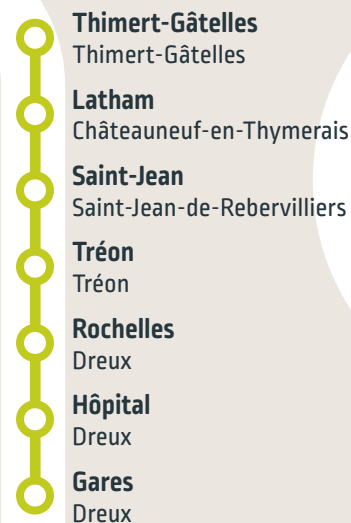 Thimert-Gâtelles
Thimert-Gâtelles
Latham
Châteauneuf-en-Thymerais
Saint-Jean
Saint-Jean-de-Rebervilliers
Tréon
Tréon
Rochelles
Dreux
Hôpital
Dreux
Gares
Dreux